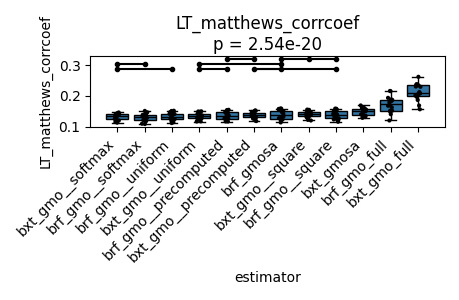 LT_matthews_corrcoef
p = 2.54e-20
LT_matthews_corrcoef
0.3
0.2
0.1
bxt_gmo__softmax
brf_gmo__softmax
brf_gmo__uniform
bxt_gmo__uniform
brf_gmo__precomputed
bxt_gmo__precomputed
brf_gmosa
bxt_gmo__square
brf_gmo__square
bxt_gmosa
brf_gmo_full
bxt_gmo_full
estimator